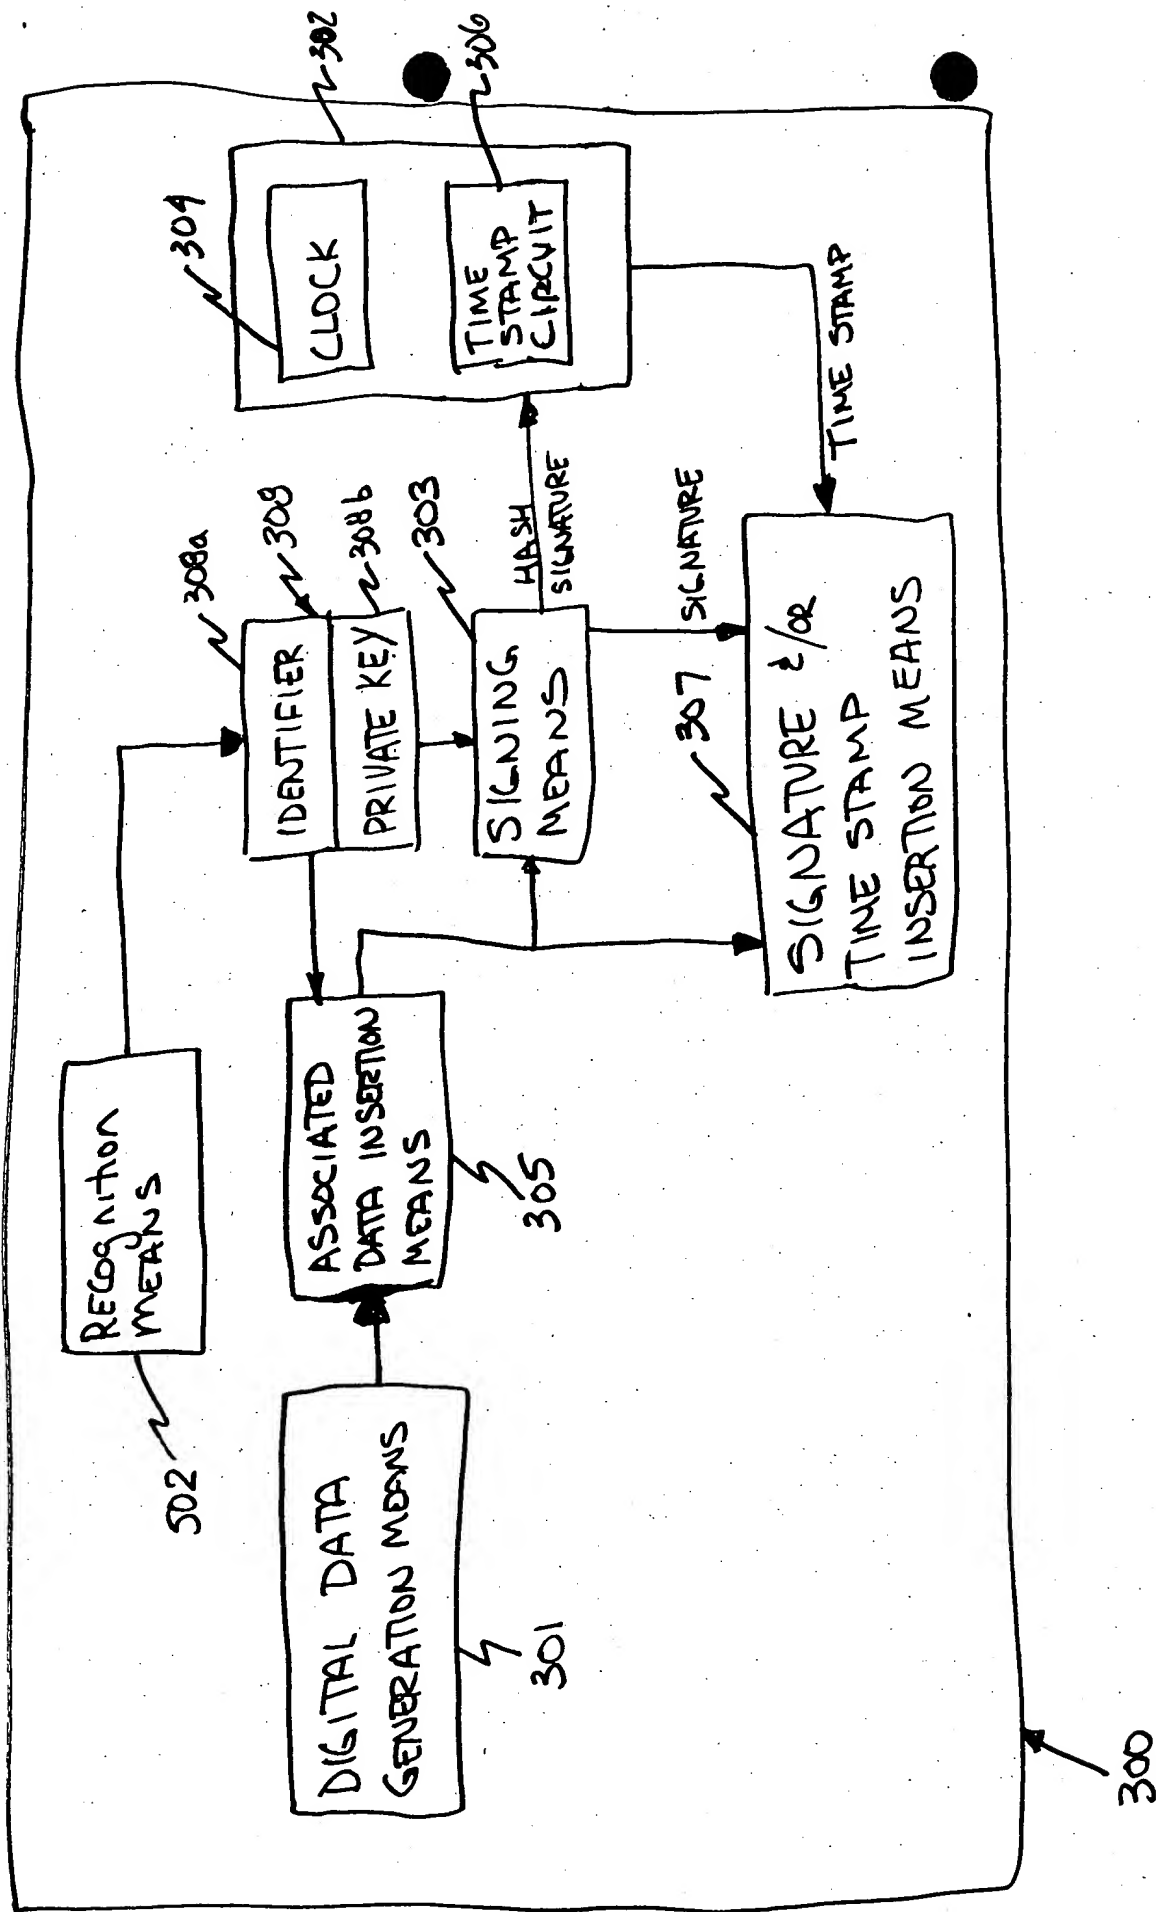 RECognition
MEANS
502
308a
304
302
IDENTIFIER
308
CLOCK
PRIVATE KEY
308b
DIGITAL DATA
GENERATION MEANS
301
ASSOCIATED
DATA INSERTION
MEANS
305
SIGNING
MEANS
303
HASH
SIGNATURE
TIME
STAMP
CIRCUIT
306
SIGNATURE
307
SIGNATURE &/OR
TIME STAMP
INSERTION MEANS
TIME STAMP
300